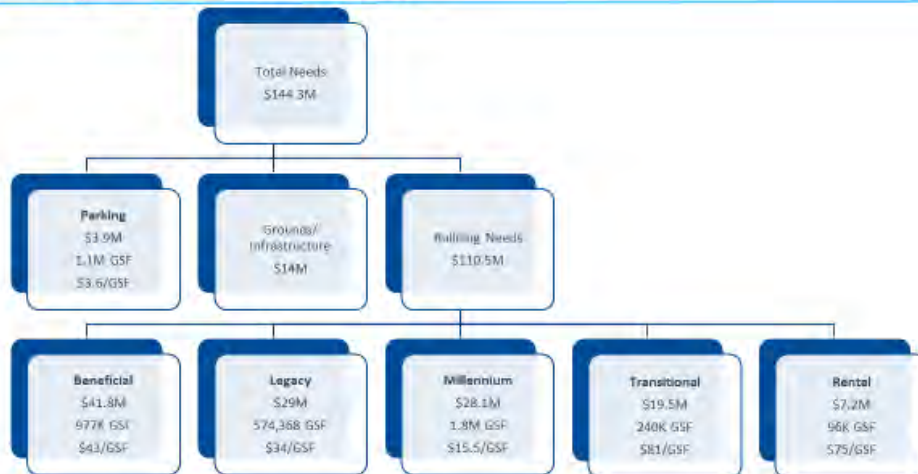 Total Needs
$144.3M
Parking
$3.9M
1.1M GSF
$3.6/GSF
Grounds/
Infrastructure
$14M
Building Needs
$110.5M
Beneficial
$41.8M
977K GSF
$43/GSF
Legacy
$29M
574,368 GSF
$34/GSF
Millennium
$28.1M
1.8M GSF
$15.5/GSF
Transitional
$19.5M
240K GSF
$81/GSF
Rental
$7.2M
96K GSF
$75/GSF